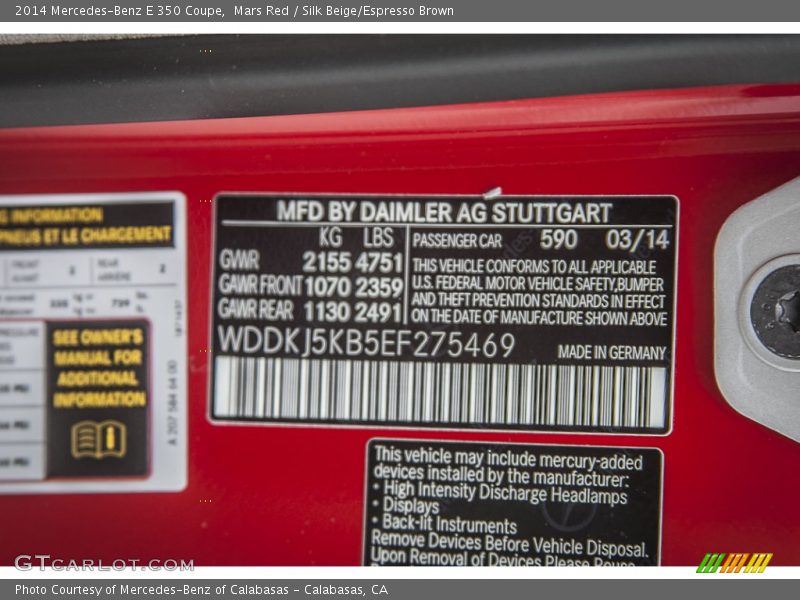 2014 Mercedes-Benz E 350 Coupe, Mars Red / Silk Beige/Espresso Brown
INFORMATION
PNEUS ET LE CHARGEMENT
SEE OWNER'S
MANUAL FOR
ADDITIONAL
INFORMATION
A 207 584 64 00
MFD BY DAIMLER AG STUTTGART
KG LBS
GWR 2155 4751
GAWR FRONT 1070 2359
GAWR REAR 1130 2491
PASSENGER CAR 590 03/14
THIS VEHICLE CONFORMS TO ALL APPLICABLE
U.S. FEDERAL MOTOR VEHICLE SAFETY,BUMPER
AND THEFT PREVENTION STANDARDS IN EFFECT
ON THE DATE OF MANUFACTURE SHOWN ABOVE
WDDKJ5KB5EF275469
MADE IN GERMANY
This vehicle may include mercury-added
devices installed by the manufacturer:
• High Intensity Discharge Headlamps
• Displays
• Back-lit Instruments
Remove Devices Before Vehicle Disposal.
Upon Removal of Devices Please
GTCARLOT.COM
Photo Courtesy of Mercedes-Benz of Calabasas - Calabasas, CA